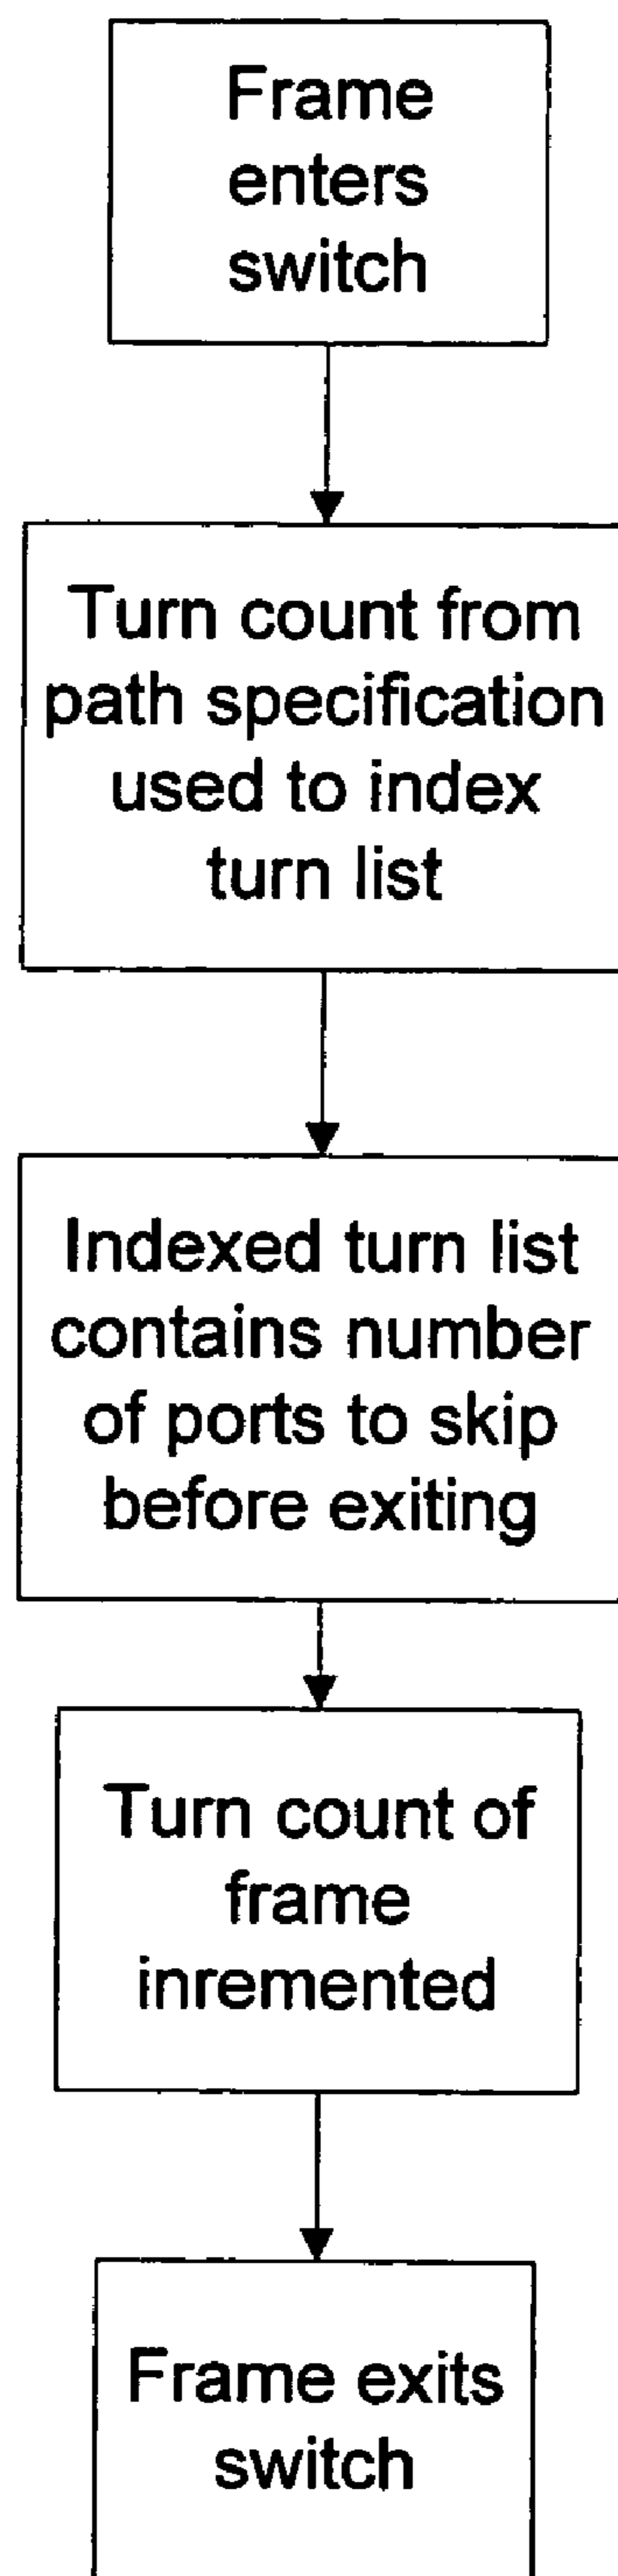 Frame
enters
switch
Turn count from
path specification
used to index
turn list
Indexed turn list
contains number
of ports to skip
before exiting
Turn count of
frame
inremented
Frame exits
switch